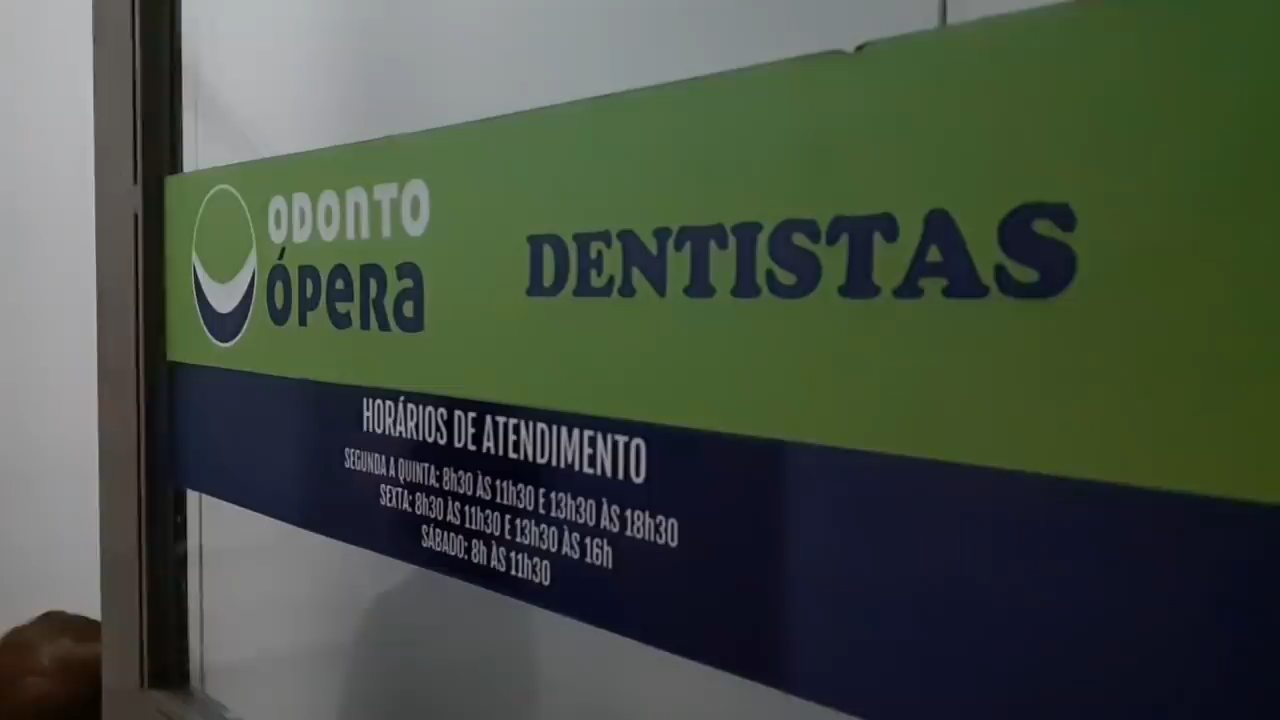 ODONTO
ÓPERA
DENTISTAS
HORÁRIOS DE ATENDIMENTO
SEGUNDA A QUINTA: 8h30 ÀS 11h30 E 13h30 ÀS 18h30
SEXTA: 8h30 ÀS 11h30 E 13h30 ÀS 16h
SÁBADO: 8h ÀS 11h30